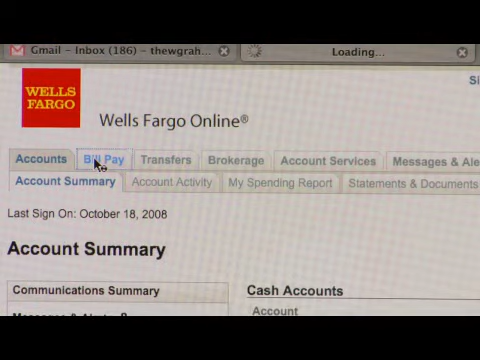 Gmail – Inbox (186) – thewgrah...
Loading...
WELLS
FARGO
Wells Fargo Online®
Accounts
Bill Pay
Transfers
Brokerage
Account Services
Messages & Ale
Account Summary
Account Activity
My Spending Report
Statements & Documents
Last Sign On: October 18, 2008
Account Summary
Communications Summary
Cash Accounts
Account